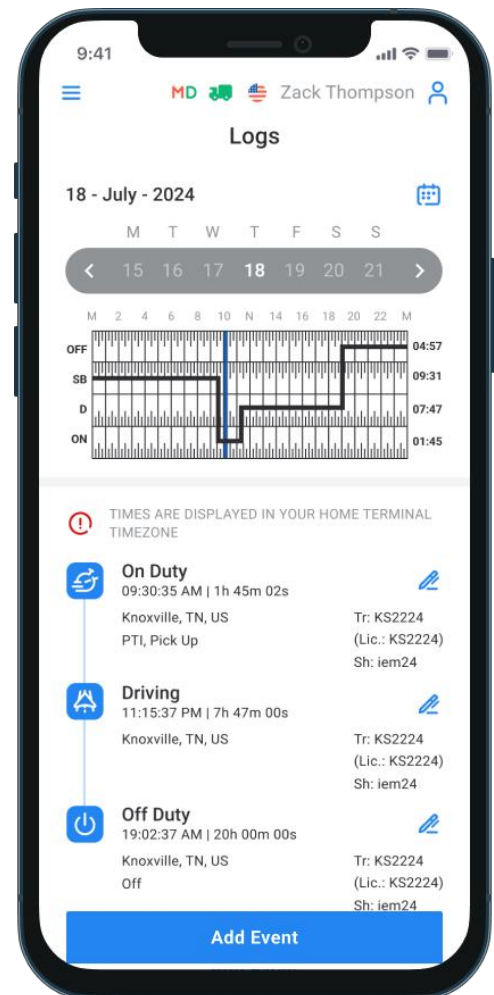 9:41
MD Zack Thompson
Logs
18 - July - 2024
M T W T F S S
15 16 17 18 19 20 21
M 2 4 6 8 10 N 14 16 18 20 22 M
OFF 04:57
SB 09:31
D 07:47
ON 01:45
TIMES ARE DISPLAYED IN YOUR HOME TERMINAL
TIMEZONE
On Duty
09:30:35 AM | 1h 45m 02s
Knoxville, TN, US Tr: KS2224
PTI, Pick Up (Lic.: KS2224)
Sh: iem24
Driving
11:15:37 PM | 7h 47m 00s
Knoxville, TN, US Tr: KS2224
(Lic.: KS2224)
Sh: iem24
Off Duty
19:02:37 AM | 20h 00m 00s
Knoxville, TN, US Tr: KS2224
Off (Lic.: KS2224)
Sh: iem24
Add Event